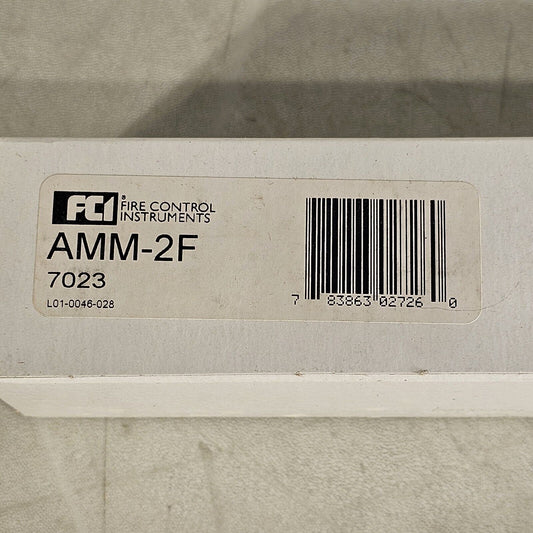 FCI® FIRE CONTROL
INSTRUMENTS
AMM-2F
7023
L01-0046-028
7 83863 02726 0